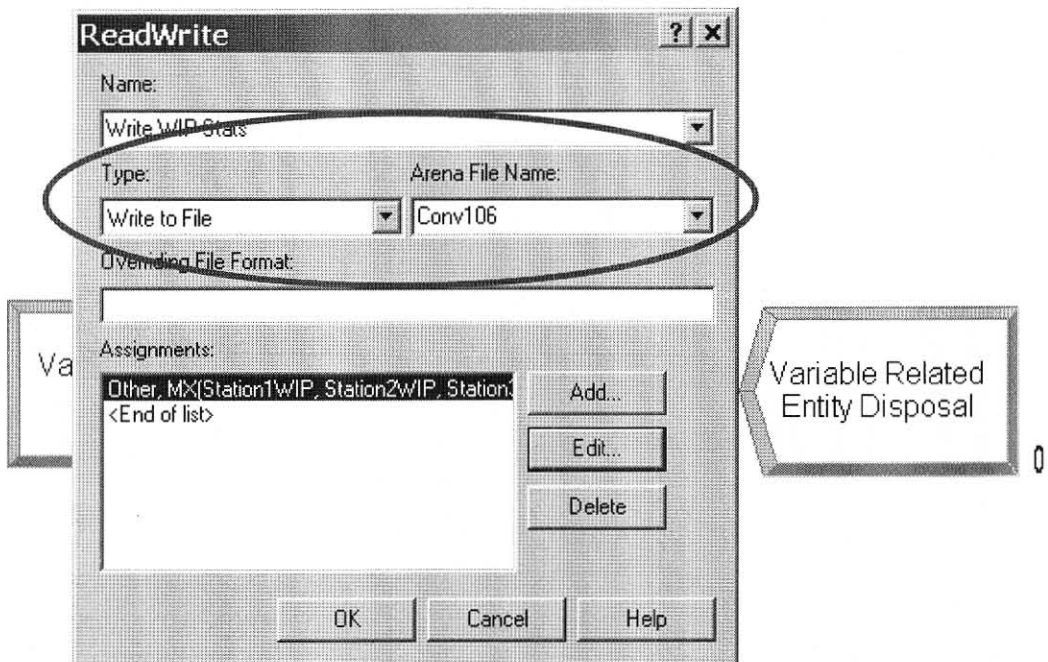 ReadWrite ? x
Name:
Write WIP Stats
Type: Arena File Name:
Write to File Conv106
Overriding File Format:
Assignments:
Other, MX(Station1WIP, Station2WIP, Station3
<End of list>
Add...
Edit...
Delete
OK Cancel Help
Va
Variable Related
Entity Disposal
0